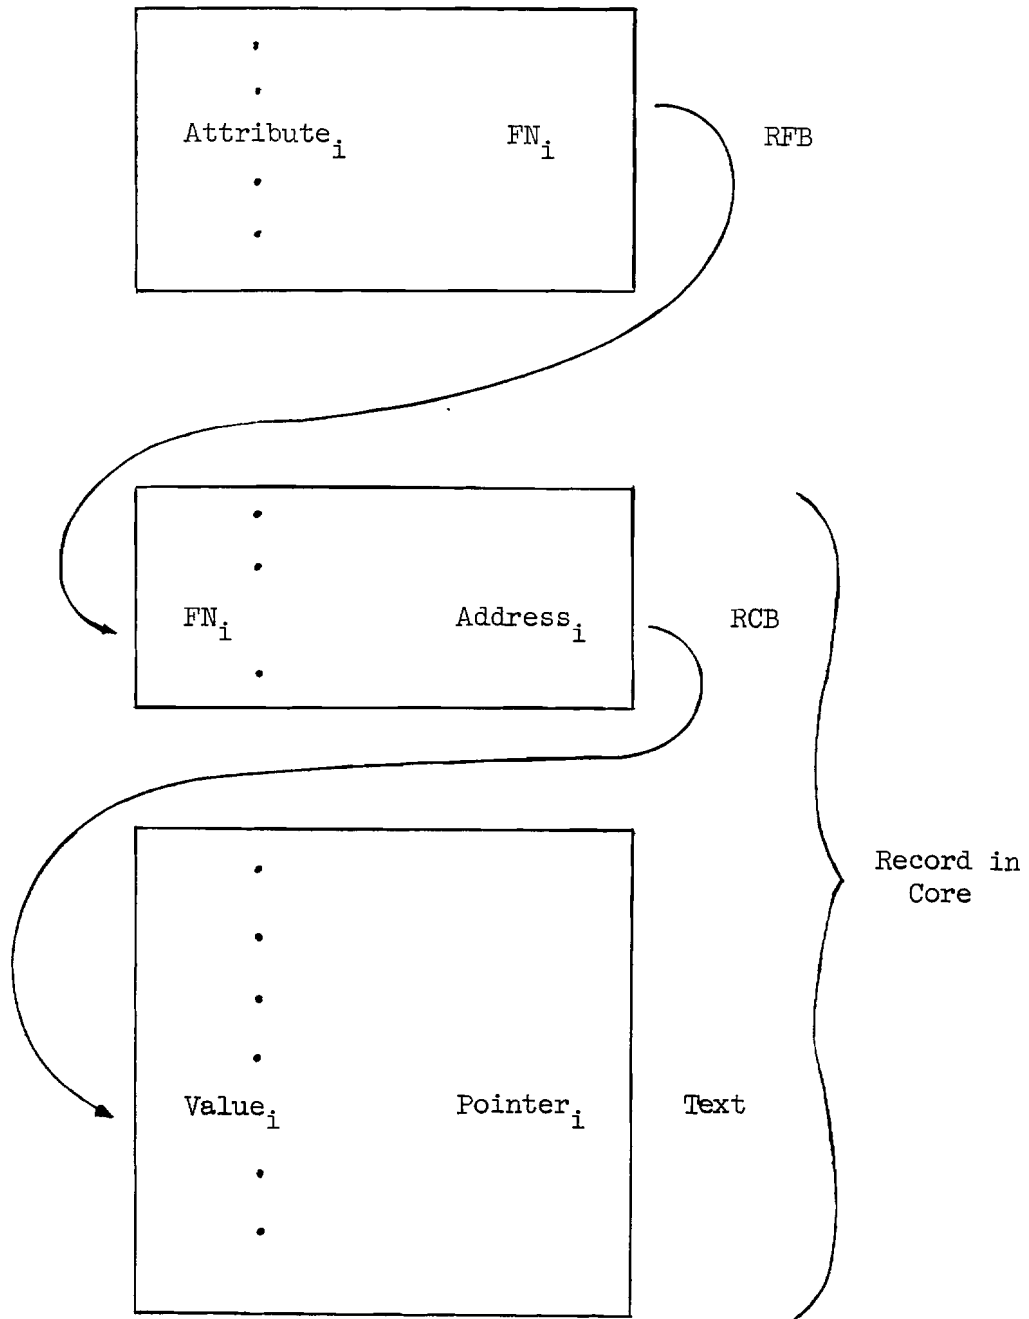 Attribute_i FN_i RFB
FN_i Address_i RCB
Record in
Core
Value_i Pointer_i Text